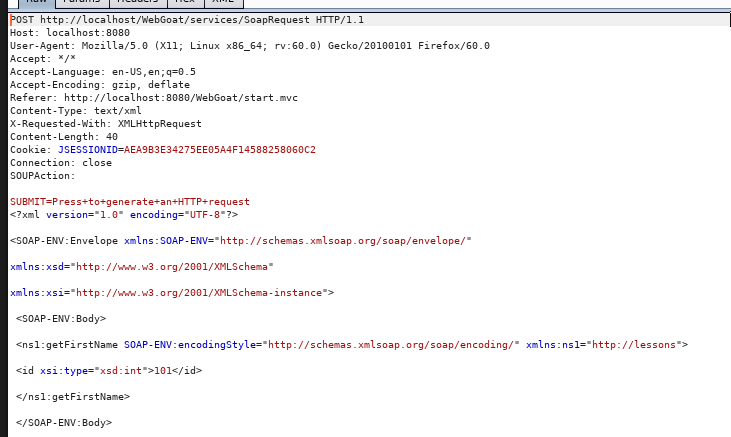 Raw Params Headers Hex XML
POST http://localhost/WebGoat/services/SoapRequest HTTP/1.1
Host: localhost:8080
User-Agent: Mozilla/5.0 (X11; Linux x86_64; rv:60.0) Gecko/20100101 Firefox/60.0
Accept: */*
Accept-Language: en-US,en;q=0.5
Accept-Encoding: gzip, deflate
Referer: http://localhost:8080/WebGoat/start.mvc
Content-Type: text/xml
X-Requested-With: XMLHttpRequest
Content-Length: 40
Cookie: JSESSIONID=AEA9B3E34275EE05A4F14588258060C2
Connection: close
SOUPAction:
SUBMIT=Press+to+generate+an+HTTP+request
<?xml version="1.0" encoding="UTF-8"?>
<SOAP-ENV:Envelope xmlns:SOAP-ENV="http://schemas.xmlsoap.org/soap/envelope/"
xmlns:xsd="http://www.w3.org/2001/XMLSchema"
xmlns:xsi="http://www.w3.org/2001/XMLSchema-instance">
<SOAP-ENV:Body>
<ns1:getFirstName SOAP-ENV:encodingStyle="http://schemas.xmlsoap.org/soap/encoding/" xmlns:ns1="http://lessons">
<id xsi:type="xsd:int">101</id>
</ns1:getFirstName>
</SOAP-ENV:Body>